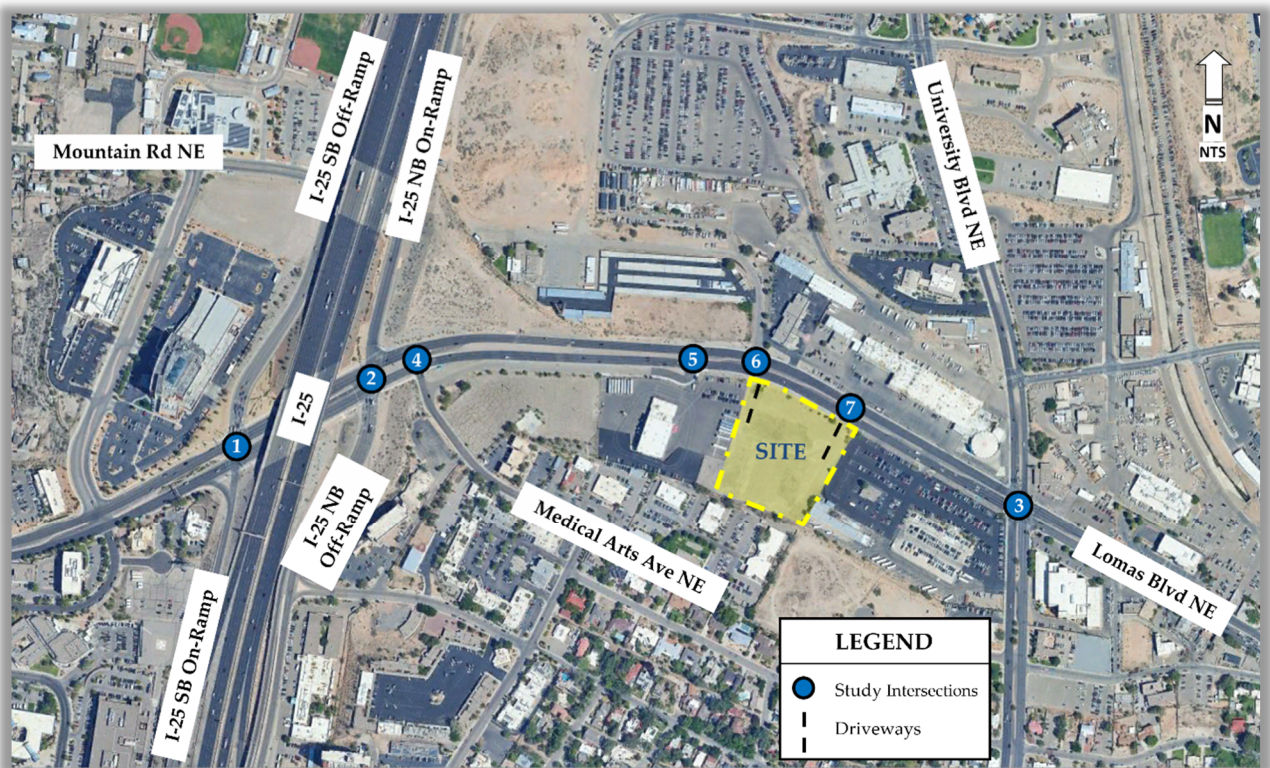 Mountain Rd NE
I-25 SB Off-Ramp
I-25 NB On-Ramp
University Blvd NE
N
NTS
1
2
4
5
6
7
3
I-25
SITE
I-25 NB
Off-Ramp
Medical Arts Ave NE
Lomas Blvd NE
I-25 SB On-Ramp
LEGEND
Study Intersections
Driveways